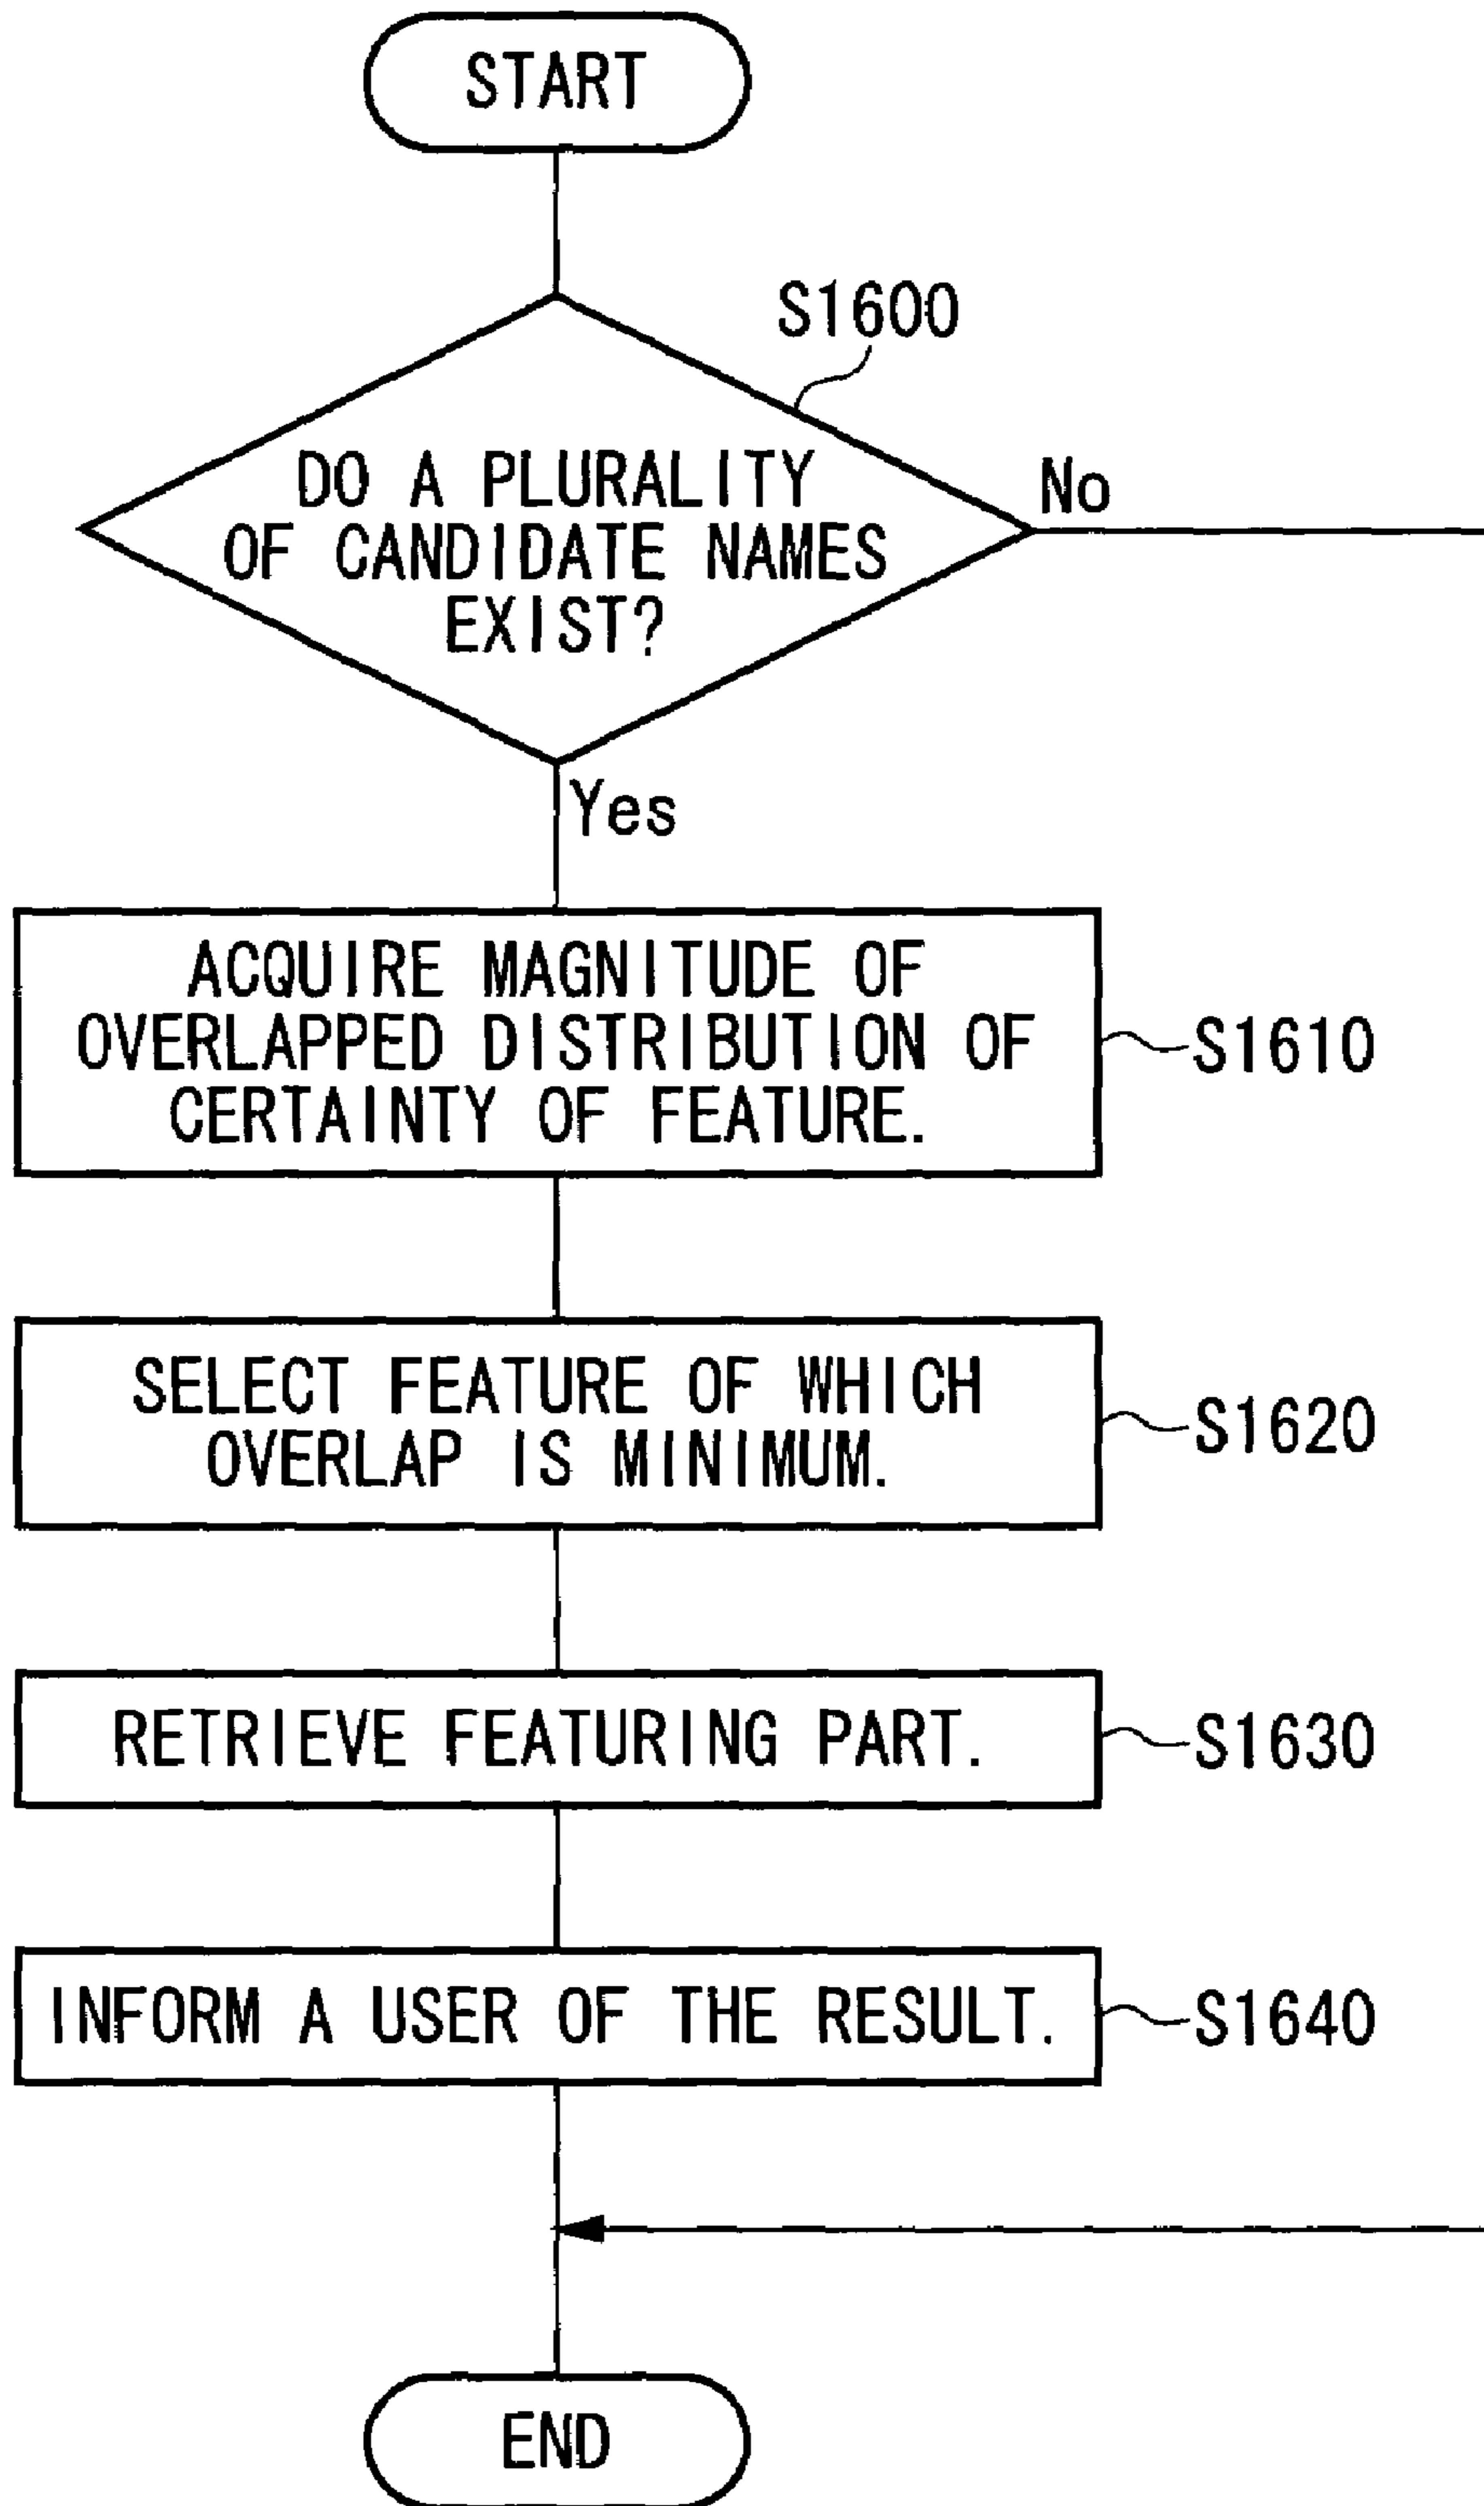 START
S1600
DO A PLURALITY
OF CANDIDATE NAMES
EXIST?
No
Yes
ACQUIRE MAGNITUDE OF
OVERLAPPED DISTRIBUTION OF
CERTAINTY OF FEATURE.
S1610
SELECT FEATURE OF WHICH
OVERLAP IS MINIMUM.
S1620
RETRIEVE FEATURING PART.
S1630
INFORM A USER OF THE RESULT.
S1640
END